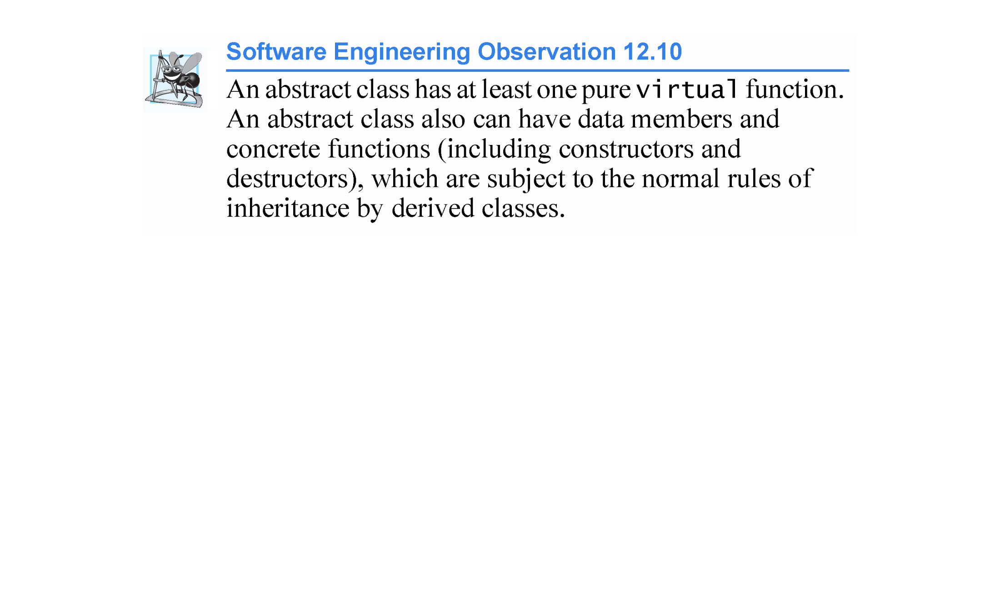 Software Engineering Observation 12.10
An abstract class has at least one pure virtual function.
An abstract class also can have data members and
concrete functions (including constructors and
destructors), which are subject to the normal rules of
inheritance by derived classes.